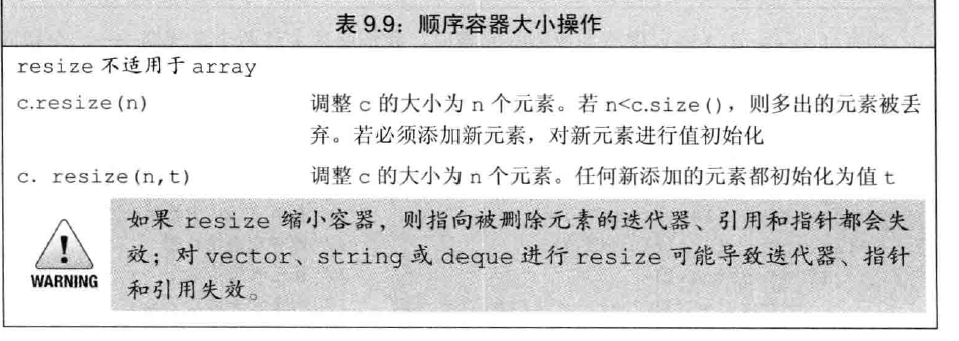 表 9.9：顺序容器大小操作
resize 不适用于 array
c.resize(n) 调整 c 的大小为 n 个元素。若 n<c.size()，则多出的元素被丢
弃。若必须添加新元素，对新元素进行值初始化
c. resize(n,t) 调整 c 的大小为 n 个元素。任何新添加的元素都初始化为值 t
如果 resize 缩小容器，则指向被删除元素的迭代器、引用和指针都会失
效；对 vector、string 或 deque 进行 resize 可能导致迭代器、指针
和引用失效。
WARNING